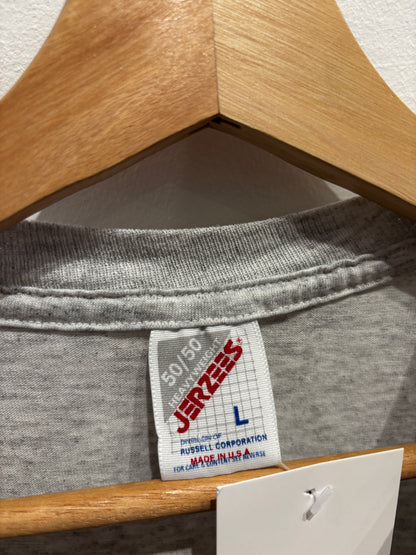 50/50
HEAVYWEIGHT
JERZEES
L
DIVISION OF
RUSSELL CORPORATION
MADE IN U.S.A
FOR CARE & CONTENT SEE REVERSE